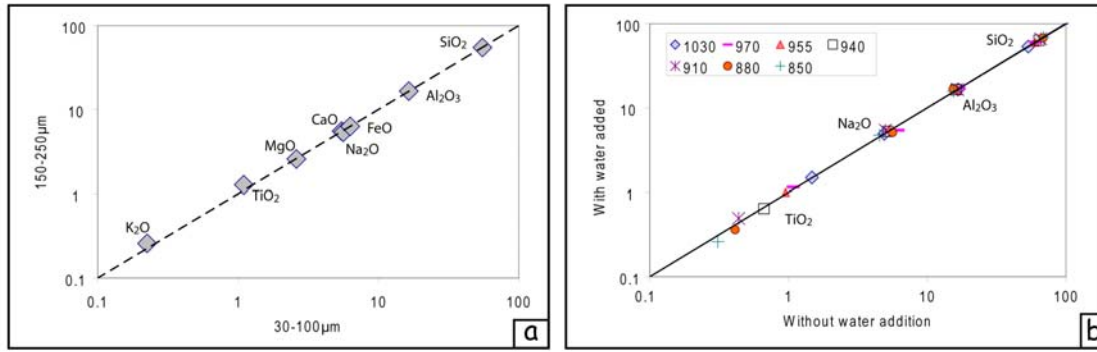 100
10
1
0.1
150-250µm
SiO₂
Al₂O₃
CaO
FeO
Na₂O
MgO
TiO₂
K₂O
0.1
1
10
100
30-100µm
a
100
10
1
0.1
With water added
1030
970
955
940
910
880
850
SiO₂
Al₂O₃
Na₂O
TiO₂
0.1
1
10
100
Without water addition
b